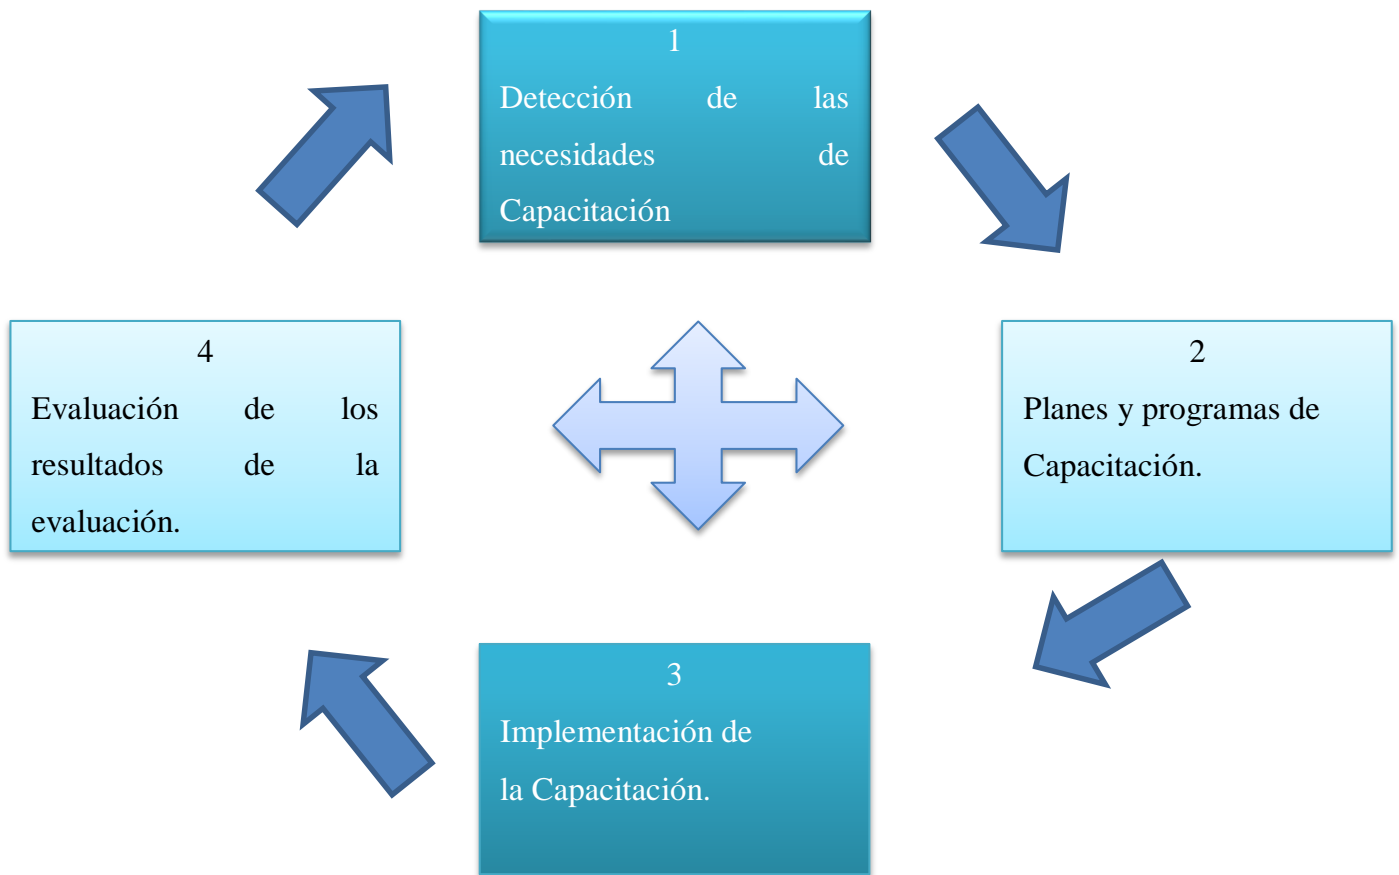 1
Detección de las
necesidades de
Capacitación
2
Planes y programas de
Capacitación.
3
Implementación de
la Capacitación.
4
Evaluación de los
resultados de la
evaluación.